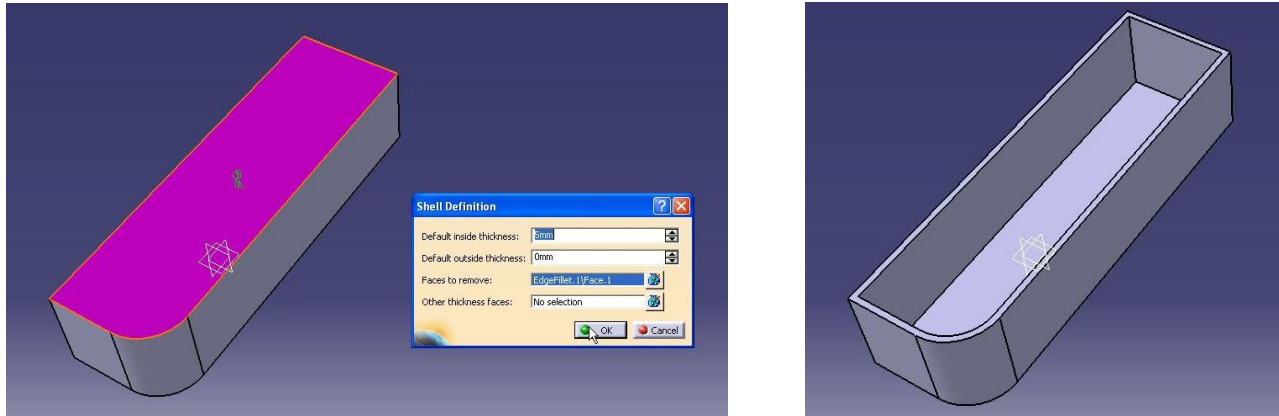 Shell Definition
Default inside thickness: 5mm
Default outside thickness: 0mm
Faces to remove: EdgeFillet.1\Face.1
Other thickness faces: No selection
OK Cancel